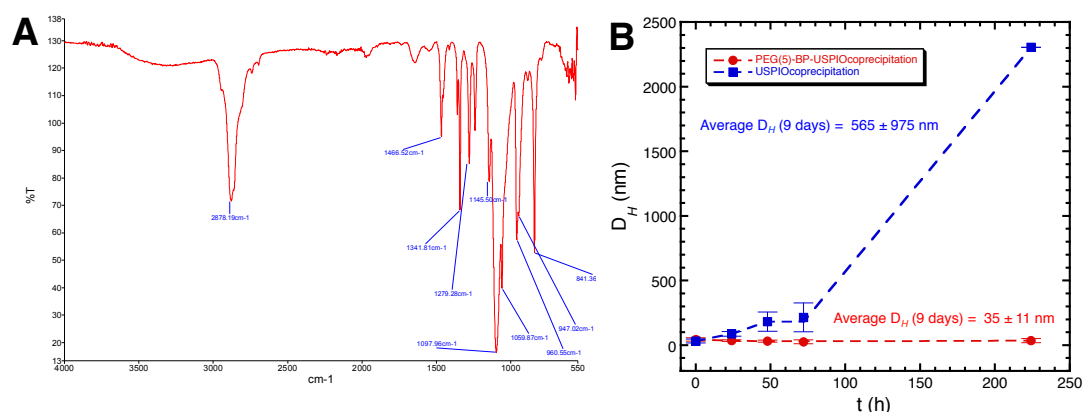 A
138
130
120
110
100
90
80
70
60
50
40
30
20
13
%T
4000
3500
3000
2500
2000
1500
1000
550
cm-1
2878.19cm-1
1466.52cm-1
1341.81cm-1
1279.28cm-1
1145.50cm-1
1097.96cm-1
1059.87cm-1
960.55cm-1
947.02cm-1
841.36
B
2500
2000
1500
1000
500
0
D_H (nm)
PEG(5)-BP-USPIOcoprecipitation
USPIOcoprecipitation
Average D_H (9 days) = 565 ± 975 nm
Average D_H (9 days) = 35 ± 11 nm
0
50
100
150
200
250
t (h)